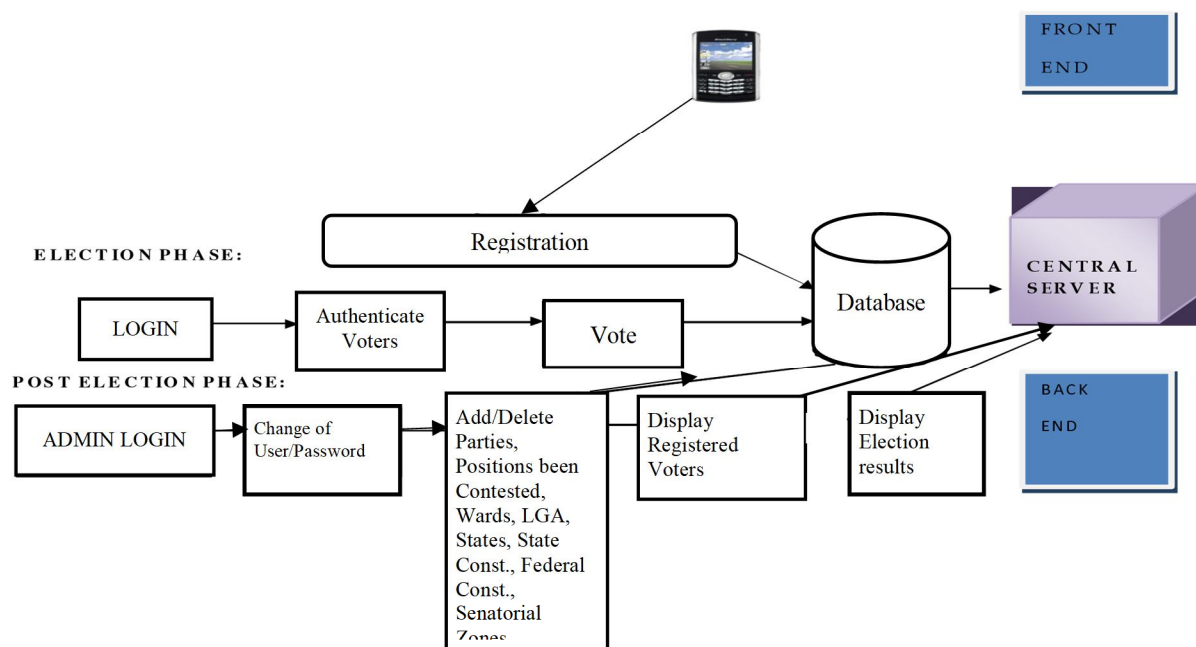 FRONT
END
Registration
ELECTION PHASE:
CENTRAL
SERVER
Database
LOGIN
Authenticate
Voters
Vote
POST ELECTION PHASE:
BACK
END
ADMIN LOGIN
Change of
User/Password
Add/Delete
Parties,
Positions been
Contested,
Wards, LGA,
States, State
Const., Federal
Const.,
Senatorial
Zones
Display
Registered
Voters
Display
Election
results